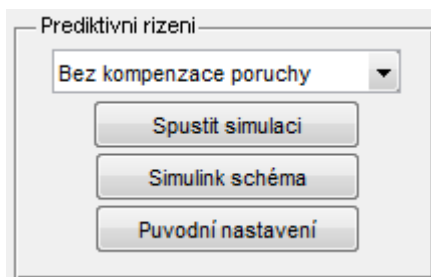 Prediktivni rizeni
Bez kompenzace poruchy
Spustit simulaci
Simulink schéma
Puvodní nastavení